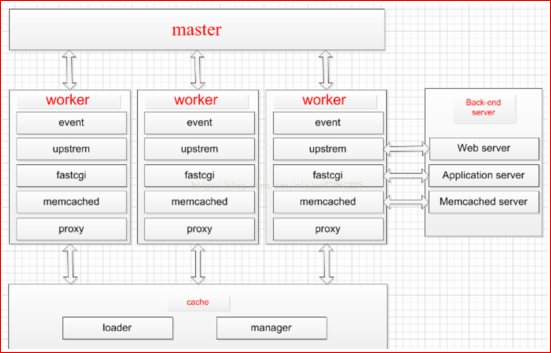 master
worker
event
upstrem
fastcgi
memcached
proxy
worker
event
upstrem
fastcgi
memcached
proxy
worker
event
upstrem
fastcgi
memcached
proxy
Back-end
server
Web server
Application server
Memcached server
cache
loader
manager